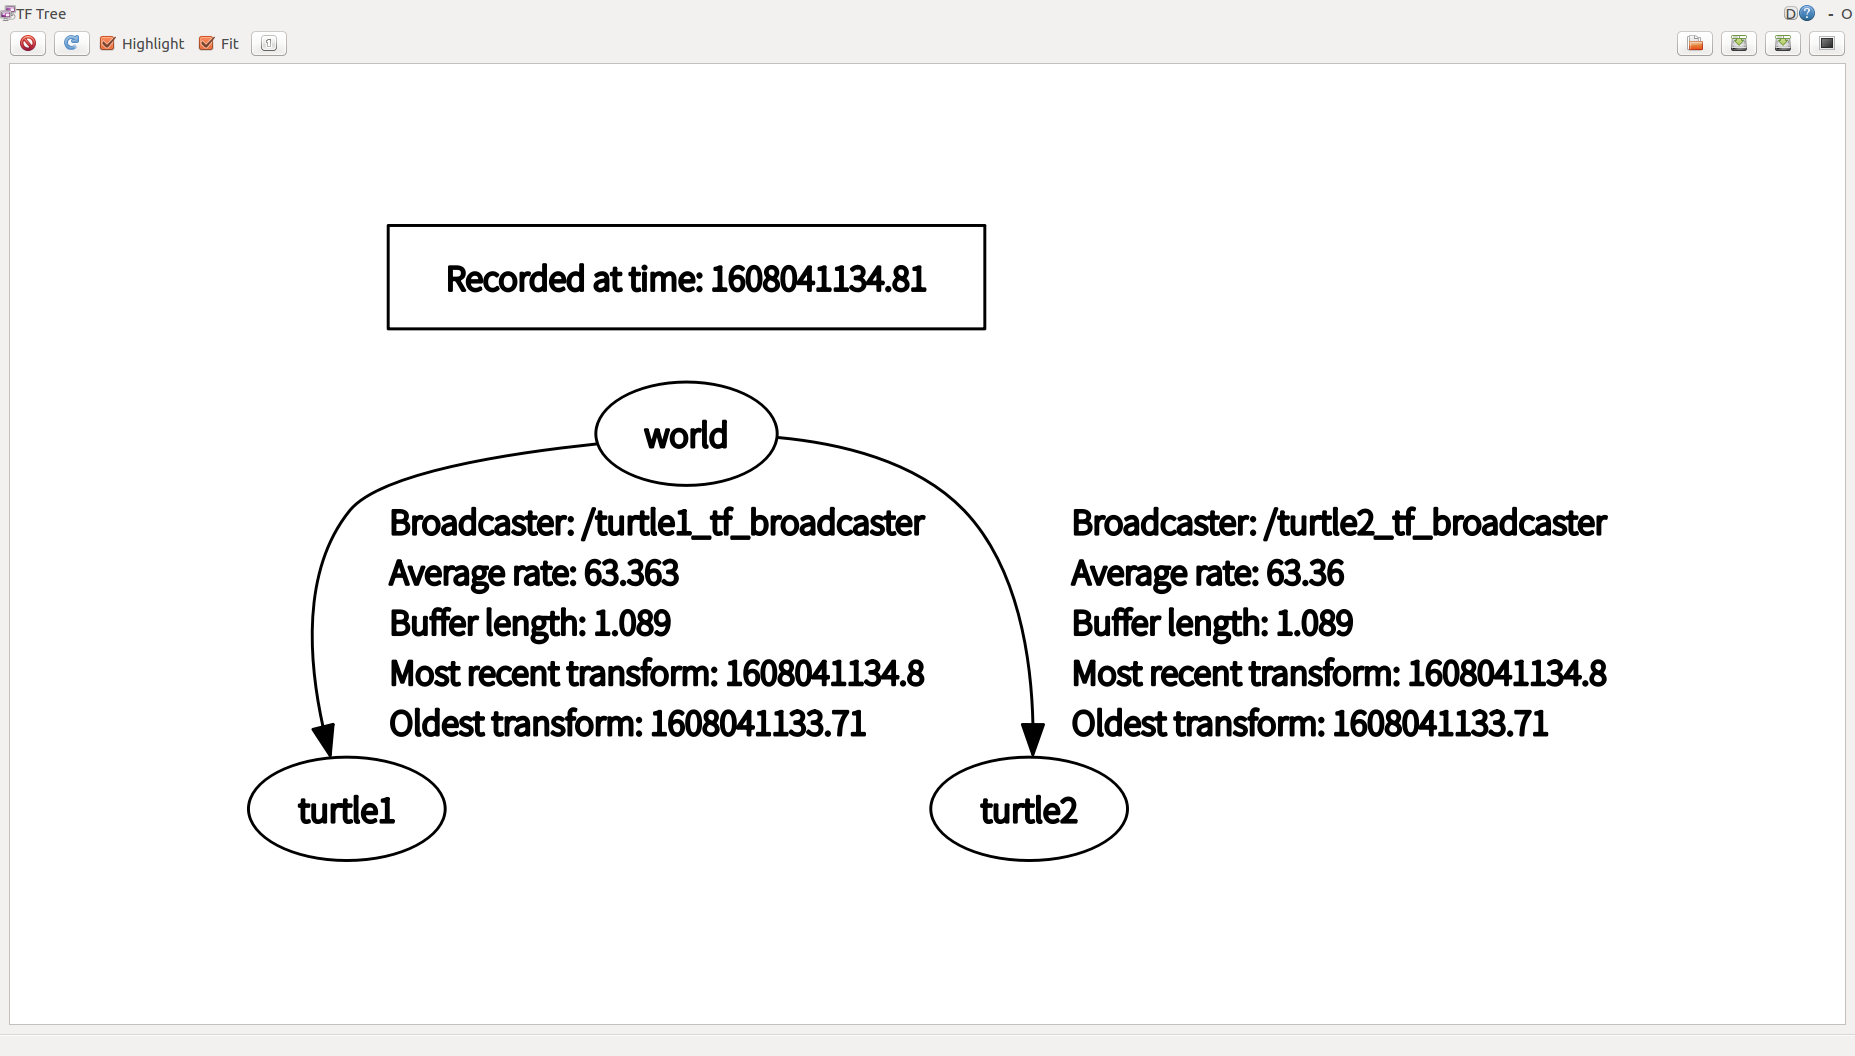 TF Tree
D ? - O
Highlight Fit
Recorded at time: 1608041134.81
world
Broadcaster: /turtle1_tf_broadcaster
Average rate: 63.363
Buffer length: 1.089
Most recent transform: 1608041134.8
Oldest transform: 1608041133.71
Broadcaster: /turtle2_tf_broadcaster
Average rate: 63.36
Buffer length: 1.089
Most recent transform: 1608041134.8
Oldest transform: 1608041133.71
turtle1
turtle2